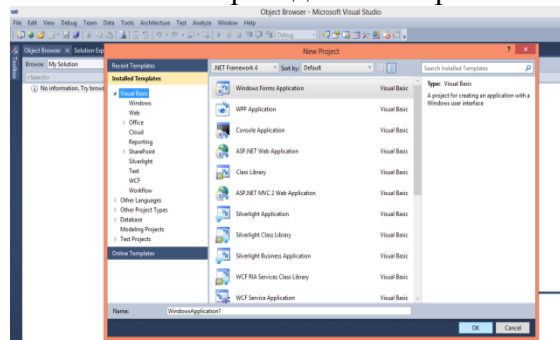 Object Browser - Microsoft Visual Studio
File Edit View Debug Team Data Tools Architecture Test Analyze Window Help
Debug
Object Browser × Solution Exp
Toolbox
New Project
Browse: My Solution
<Search>
No information. Try brows
Recent Templates
.NET Framework 4 Sort by: Default
Search Installed Templates
Installed Templates
Visual Basic
Windows
Web
Office
Cloud
Reporting
SharePoint
Silverlight
Test
WCF
Workflow
Other Languages
Other Project Types
Database
Modeling Projects
Test Projects
Online Templates
Windows Forms Application Visual Basic
WPF Application Visual Basic
Console Application Visual Basic
ASP.NET Web Application Visual Basic
Class Library Visual Basic
ASP.NET MVC 2 Web Application Visual Basic
Silverlight Application Visual Basic
Silverlight Class Library Visual Basic
Silverlight Business Application Visual Basic
WCF RIA Services Class Library Visual Basic
WCF Service Application Visual Basic
Type: Visual Basic
A project for creating an application with a
Windows user interface
Name: WindowsApplication1
OK Cancel